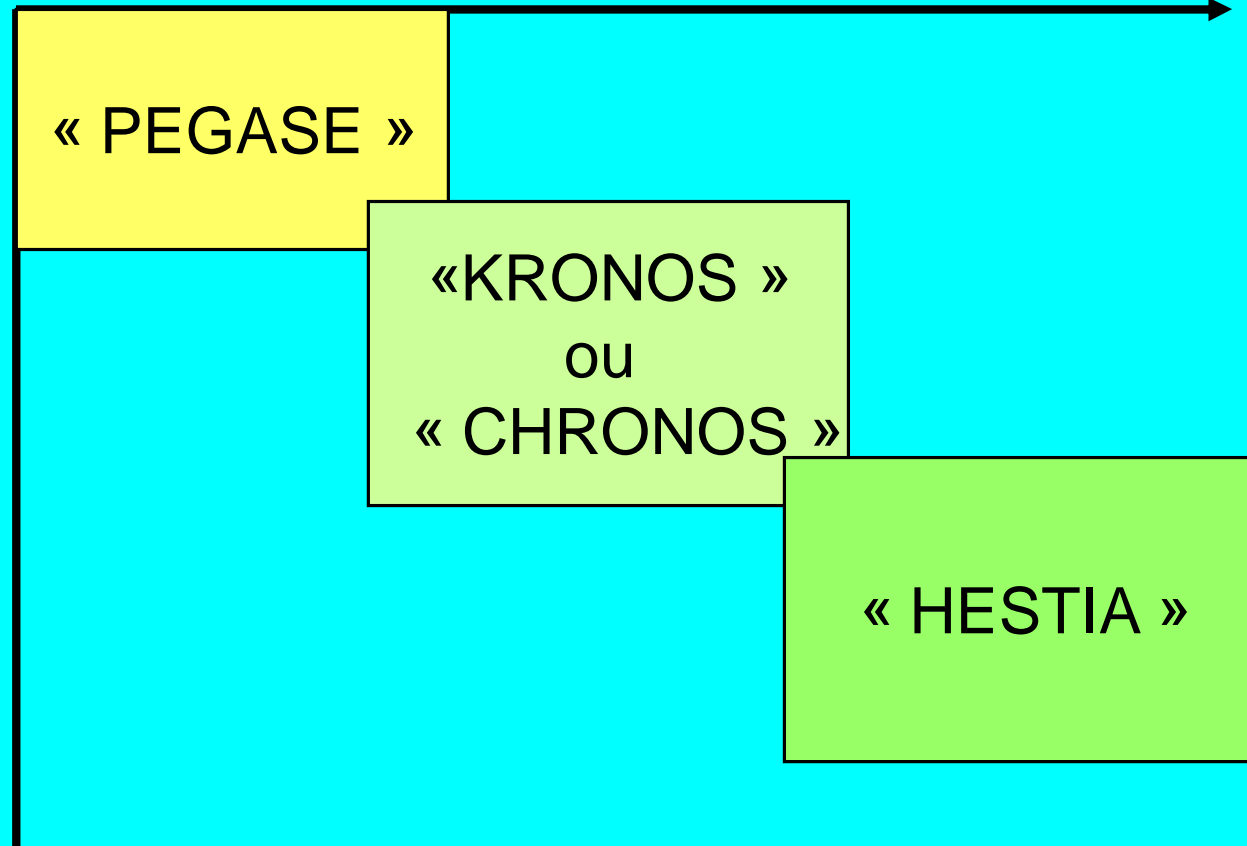 « PEGASE »
«KRONOS »
ou
« CHRONOS »
« HESTIA »